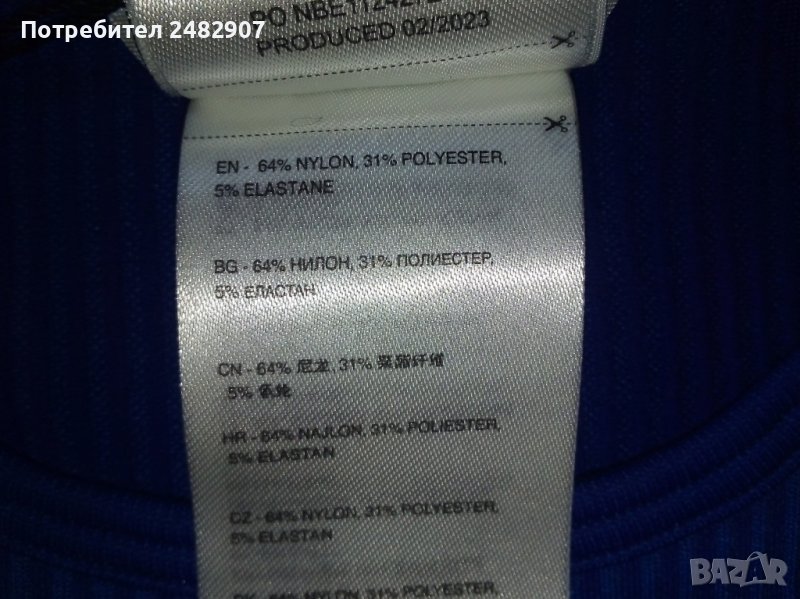 Потребител 2482907
PRODUCED 02/2023
EN - 64% NYLON, 31% POLYESTER,
5% ELASTANE
BG - 64% НИЛОН, 31% ПОЛИЕСТЕР,
5% ЕЛАСТАН
CN - 64% 尼龙, 31% 聚酯纤维
5% 氨纶
HR - 64% NAJLON, 31% POLIESTER,
5% ELASTAN
CZ - 64% NYLON, 31% POLYESTER,
5% ELASTAN
BAZAR